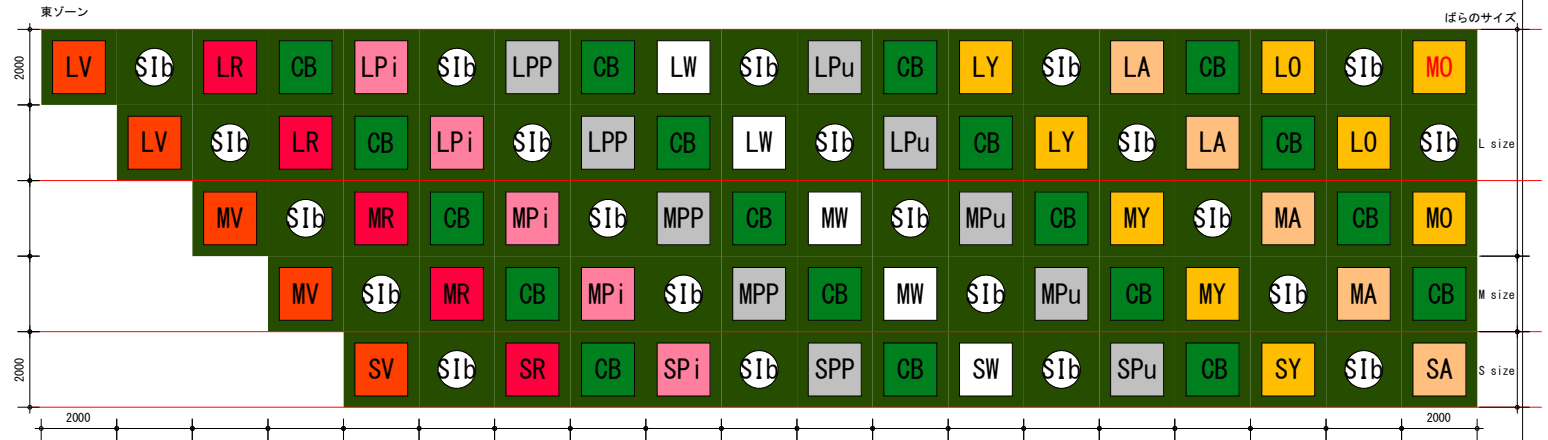 東ゾーン
ばらのサイズ
2000 LV SIb LR CB LPi SIb LPP CB LW SIb LPu CB LY SIb LA CB LO SIb MO
LV SIb LR CB LPi SIb LPP CB LW SIb LPu CB LY SIb LA CB LO SIb L size
MV SIb MR CB MPi SIb MPP CB MW SIb MPu CB MY SIb MA CB MO
MV SIb MR CB MPi SIb MPP CB MW SIb MPu CB MY SIb MA CB M size
2000 SV SIb SR CB SPi SIb SPP CB SW SIb SPu CB SY SIb SA S size
2000 2000